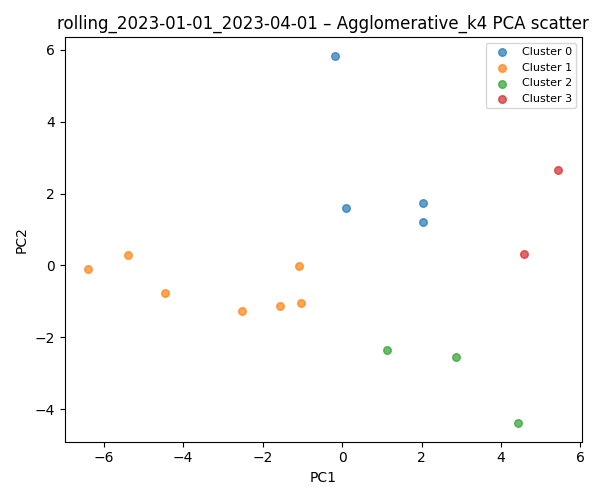 rolling_2023-01-01_2023-04-01 – Agglomerative_k4 PCA scatter
Cluster 0
Cluster 1
Cluster 2
Cluster 3
6
4
2
0
−2
−4
PC2
−6
−4
−2
0
2
4
6
PC1